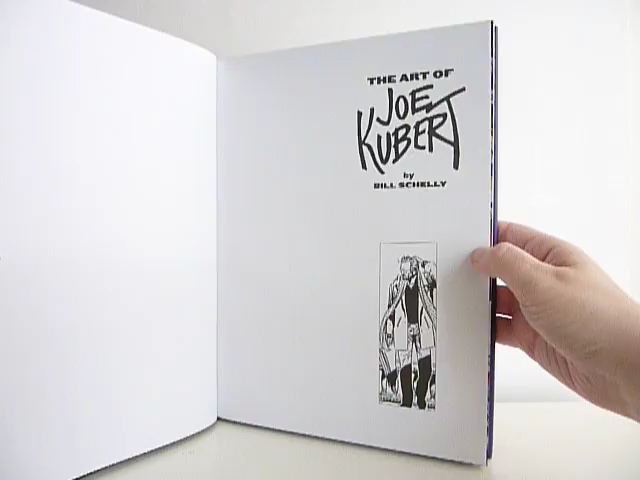 THE ART OF
JOE
KUBERT
by
BILL SCHELLY